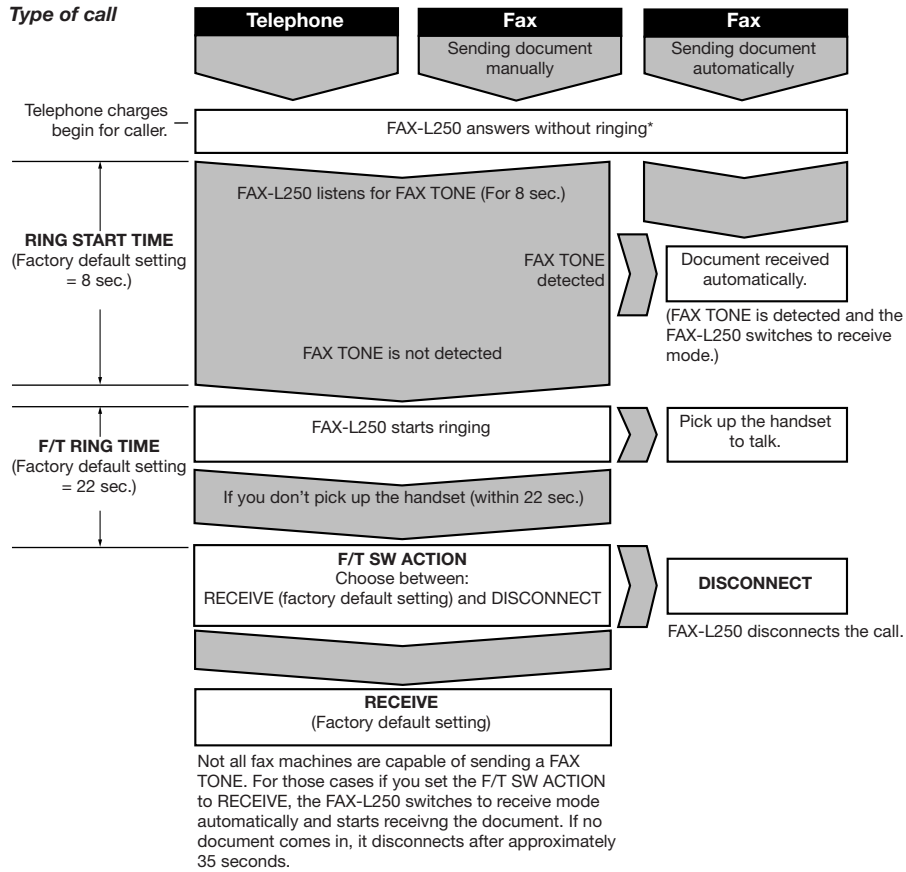 Type of call
Telephone
Fax
Fax
Sending document
manually
Sending document
automatically
Telephone charges
begin for caller.
FAX-L250 answers without ringing*
FAX-L250 listens for FAX TONE (For 8 sec.)
RING START TIME
(Factory default setting
= 8 sec.)
FAX TONE
detected
Document received
automatically.
(FAX TONE is detected and the
FAX-L250 switches to receive
mode.)
FAX TONE is not detected
F/T RING TIME
(Factory default setting
= 22 sec.)
FAX-L250 starts ringing
Pick up the handset
to talk.
If you don’t pick up the handset (within 22 sec.)
F/T SW ACTION
Choose between:
RECEIVE (factory default setting) and DISCONNECT
DISCONNECT
FAX-L250 disconnects the call.
RECEIVE
(Factory default setting)
Not all fax machines are capable of sending a FAX
TONE. For those cases if you set the F/T SW ACTION
to RECEIVE, the FAX-L250 switches to receive mode
automatically and starts receivng the document. If no
document comes in, it disconnects after approximately
35 seconds.